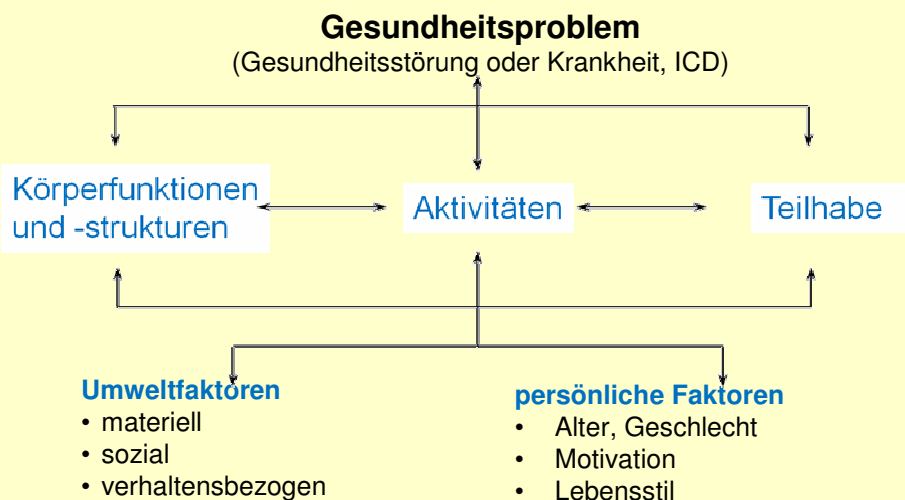 Gesundheitsproblem
(Gesundheitsstörung oder Krankheit, ICD)
Körperfunktionen
und -strukturen
Aktivitäten
Teilhabe
Umweltfaktoren
• materiell
• sozial
• verhaltensbezogen
persönliche Faktoren
• Alter, Geschlecht
• Motivation
• Lebensstil